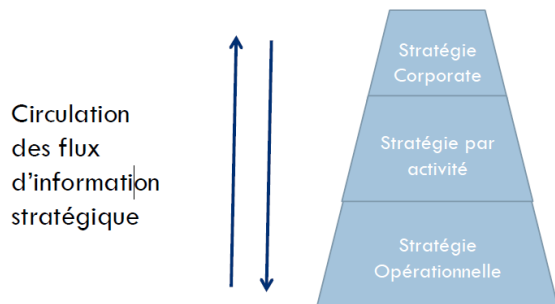 Circulation
des flux
d'information
stratégique
Stratégie
Corporate
Stratégie par
activité
Stratégie
Opérationnelle